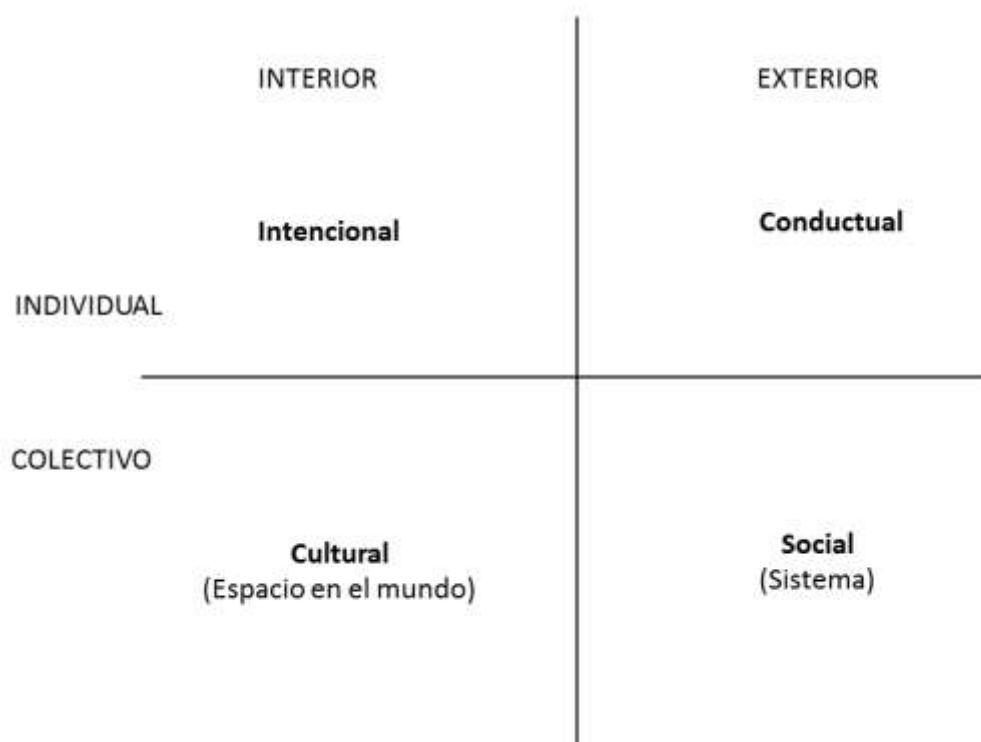 INTERIOR
EXTERIOR
Intencional
Conductual
INDIVIDUAL
COLECTIVO
Cultural
(Espacio en el mundo)
Social
(Sistema)